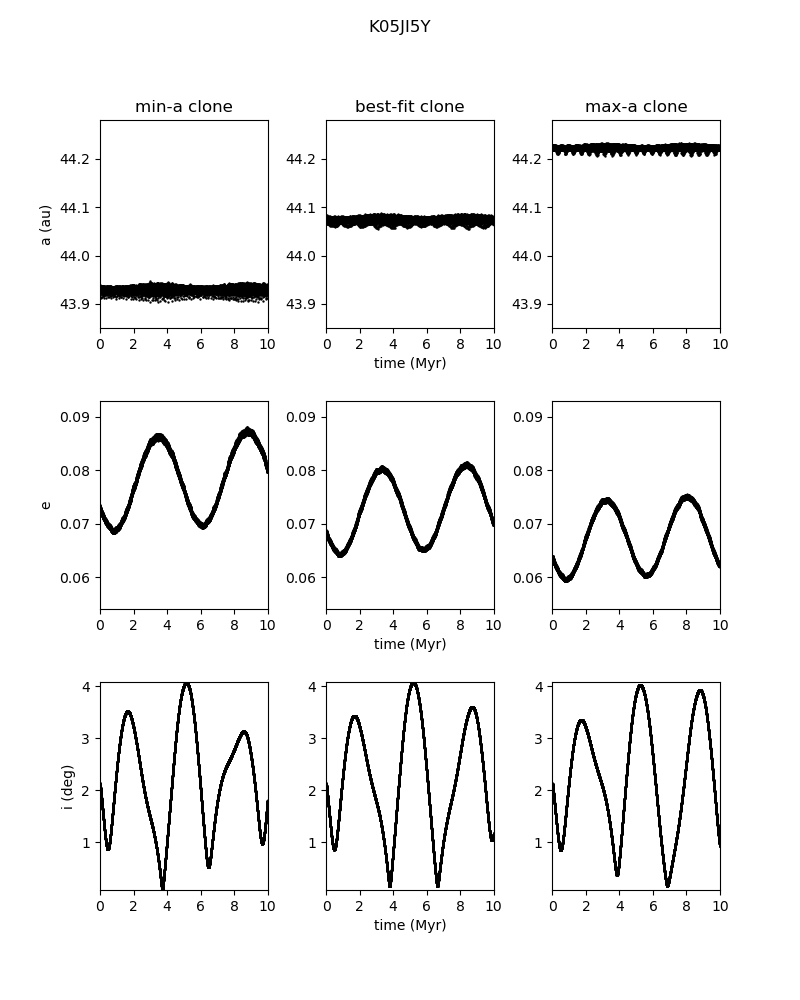 K05JI5Y
min-a clone best-fit clone max-a clone
a (au)
44.2 44.2 44.2
44.1 44.1 44.1
44.0 44.0 44.0
43.9 43.9 43.9
0 2 4 6 8 10 0 2 4 6 8 10 0 2 4 6 8 10
time (Myr)
e
0.09 0.09 0.09
0.08 0.08 0.08
0.07 0.07 0.07
0.06 0.06 0.06
0 2 4 6 8 10 0 2 4 6 8 10 0 2 4 6 8 10
time (Myr)
i (deg)
4 4 4
3 3 3
2 2 2
1 1 1
0 2 4 6 8 10 0 2 4 6 8 10 0 2 4 6 8 10
time (Myr)